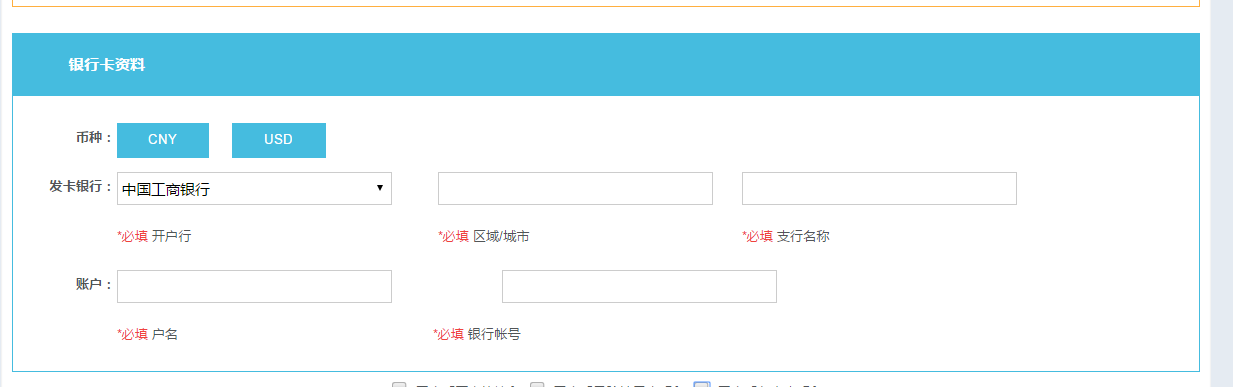 银行卡资料
币种： CNY USD
发卡银行： 中国工商银行
*必填 开户行 *必填 区域/城市 *必填 支行名称
账户：
*必填 户名 *必填 银行帐号